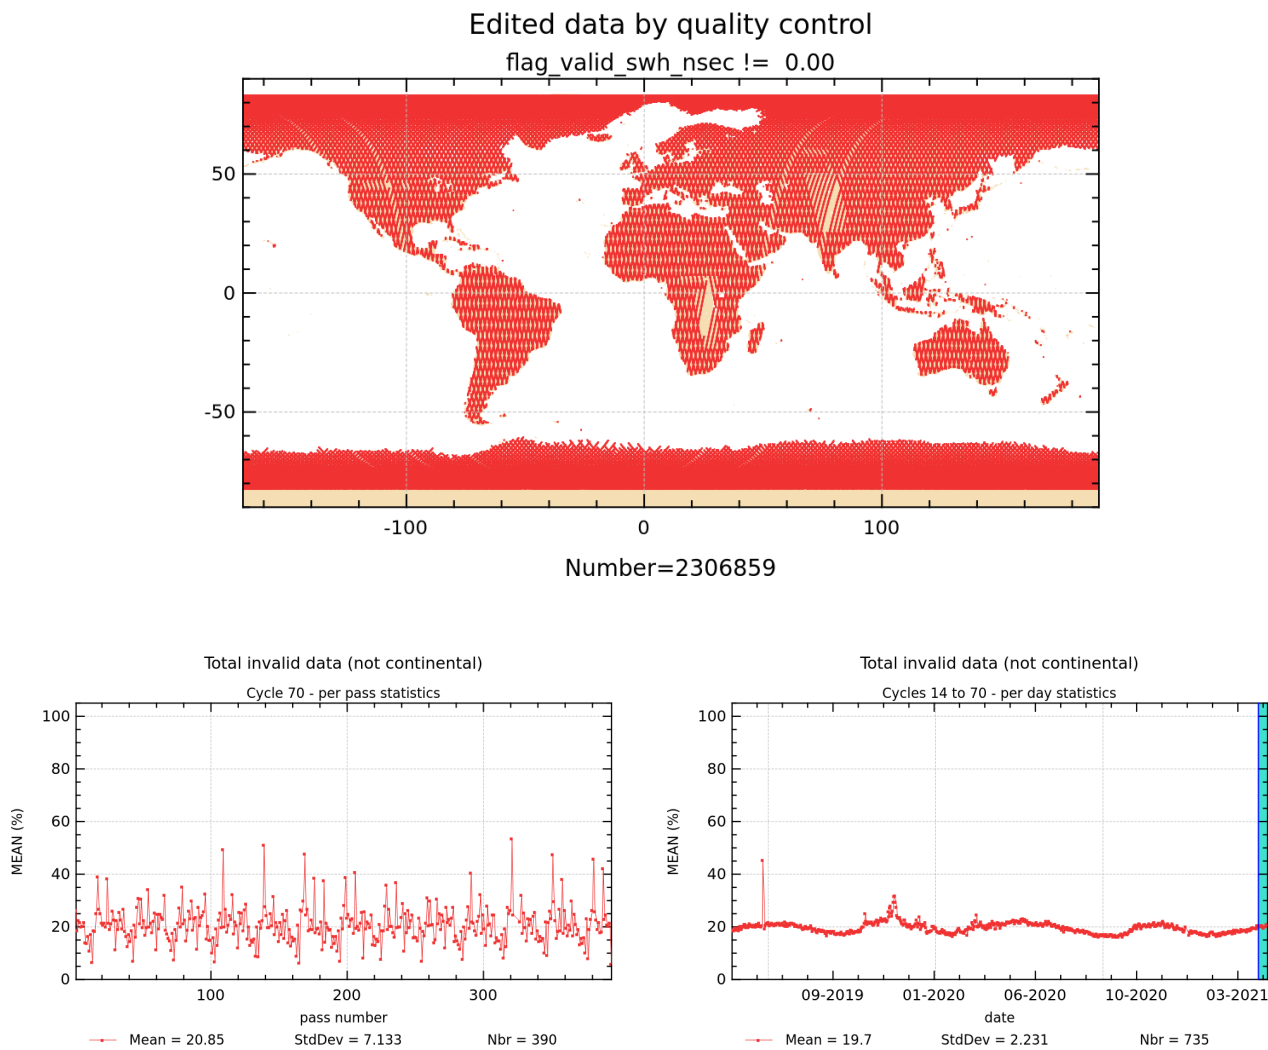 Edited data by quality control
flag_valid_swh_nsec !=  0.00
50
0
-50
-100
0
100
Number=2306859
Total invalid data (not continental)
Cycle 70 - per pass statistics
MEAN (%)
100
80
60
40
20
0
100
200
300
pass number
Mean = 20.85
StdDev = 7.133
Nbr = 390
Total invalid data (not continental)
Cycles 14 to 70 - per day statistics
MEAN (%)
100
80
60
40
20
0
09-2019
01-2020
06-2020
10-2020
03-2021
date
Mean = 19.7
StdDev = 2.231
Nbr = 735